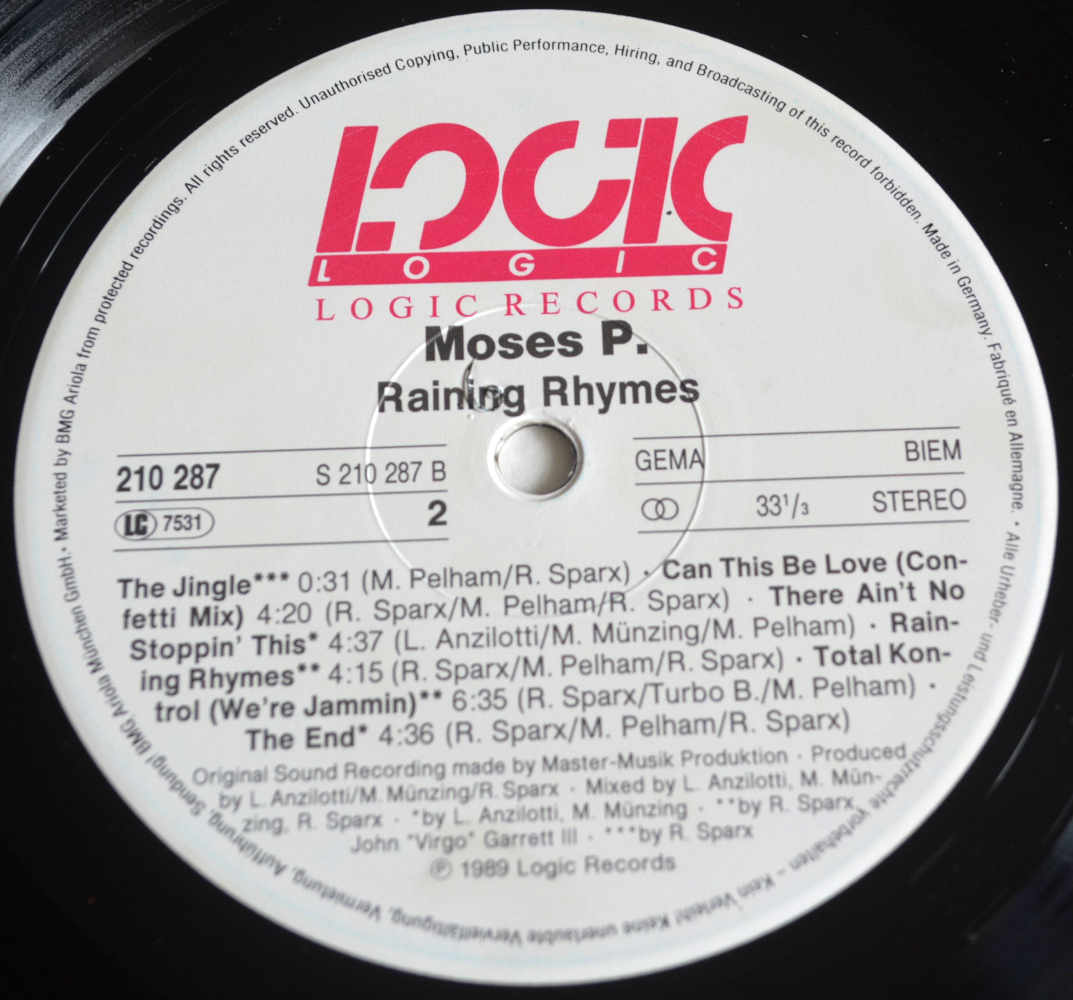 Marketed by BMG Ariola München GmbH. • Marketed by BMG Ariola from protected recordings. All rights reserved. Unauthorised Copying, Public Performance, Hiring, and Broadcasting of this record forbidden. Made in Germany. Fabriqué en Allemagne. • Alle Urheber- und Leistungsschutzrechte vorbehalten – Kein Verleih! Keine unerlaubte Vervielfältigung, Vermietung, Aufführung, Sendung!
LOGIC
LOGIC
LOGIC RECORDS
Moses P.
Raining Rhymes
210 287 S 210 287 B
LC 7531 2
GEMA BIEM
33 1/3 STEREO
The Jingle*** 0:31 (M. Pelham/R. Sparx) · Can This Be Love (Con-
fetti Mix) 4:20 (R. Sparx/M. Pelham/R. Sparx) · There Ain't No
Stoppin' This* 4:37 (L. Anzilotti/M. Münzing/M. Pelham) · Rain-
ing Rhymes** 4:15 (R. Sparx/M. Pelham/R. Sparx) · Total Kon-
trol (We're Jammin)** 6:35 (R. Sparx/Turbo B./M. Pelham) ·
The End* 4:36 (R. Sparx/M. Pelham/R. Sparx)
Original Sound Recording made by Master-Musik Produktion · Produced
by L. Anzilotti/M. Münzing/R. Sparx · Mixed by L. Anzilotti, M. Mün-
zing, R. Sparx · *by L. Anzilotti, M. Münzing · **by R. Sparx,
John "Virgo" Garrett III · ***by R. Sparx
℗ 1989 Logic Records